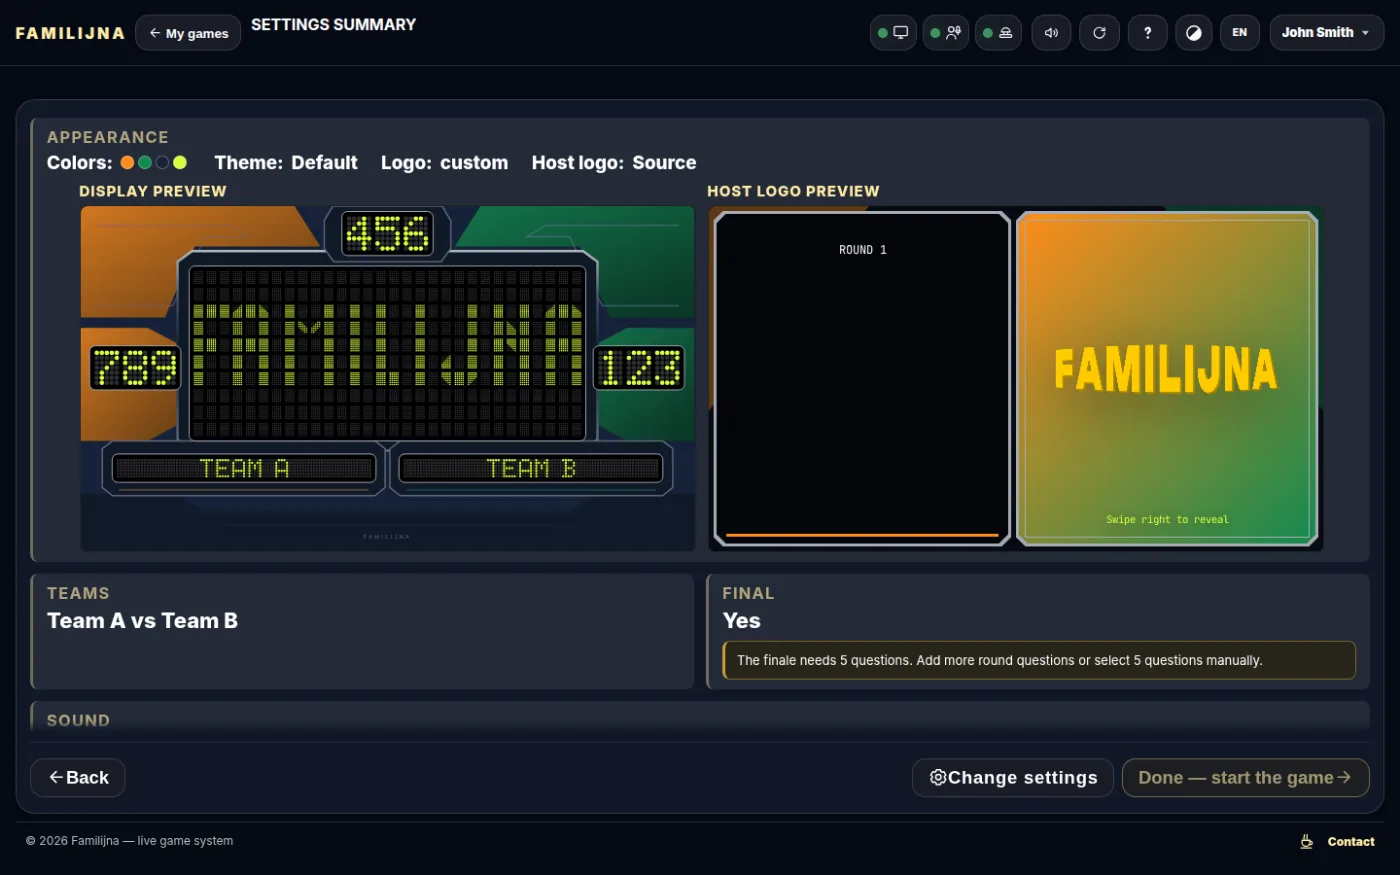 FAMILIJNA
← My games
SETTINGS SUMMARY
?
EN
John Smith
APPEARANCE
Colors:
Theme: Default
Logo: custom
Host logo: Source
DISPLAY PREVIEW
HOST LOGO PREVIEW
456
FAMILIJNA
789
123
TEAM A
TEAM B
FAMILIJNA
ROUND 1
FAMILIJNA
Swipe right to reveal
TEAMS
Team A vs Team B
FINAL
Yes
The finale needs 5 questions. Add more round questions or select 5 questions manually.
SOUND
← Back
Change settings
Done — start the game →
© 2026 Familijna — live game system
Contact